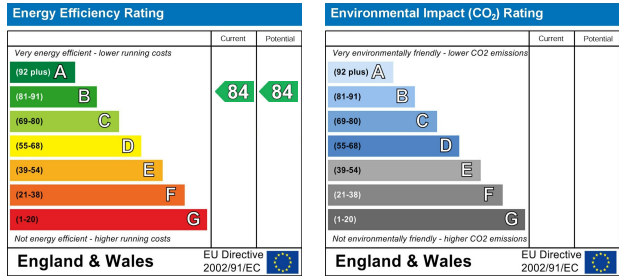 Energy Efficiency Rating
Current Potential
Very energy efficient - lower running costs
(92 plus) A
(81-91) B
84 84
(69-80) C
(55-68) D
(39-54) E
(21-38) F
(1-20) G
Not energy efficient - higher running costs
England & Wales
EU Directive
2002/91/EC
Environmental Impact (CO₂) Rating
Current Potential
Very environmentally friendly - lower CO2 emissions
(92 plus) A
(81-91) B
(69-80) C
(55-68) D
(39-54) E
(21-38) F
(1-20) G
Not environmentally friendly - higher CO2 emissions
England & Wales
EU Directive
2002/91/EC